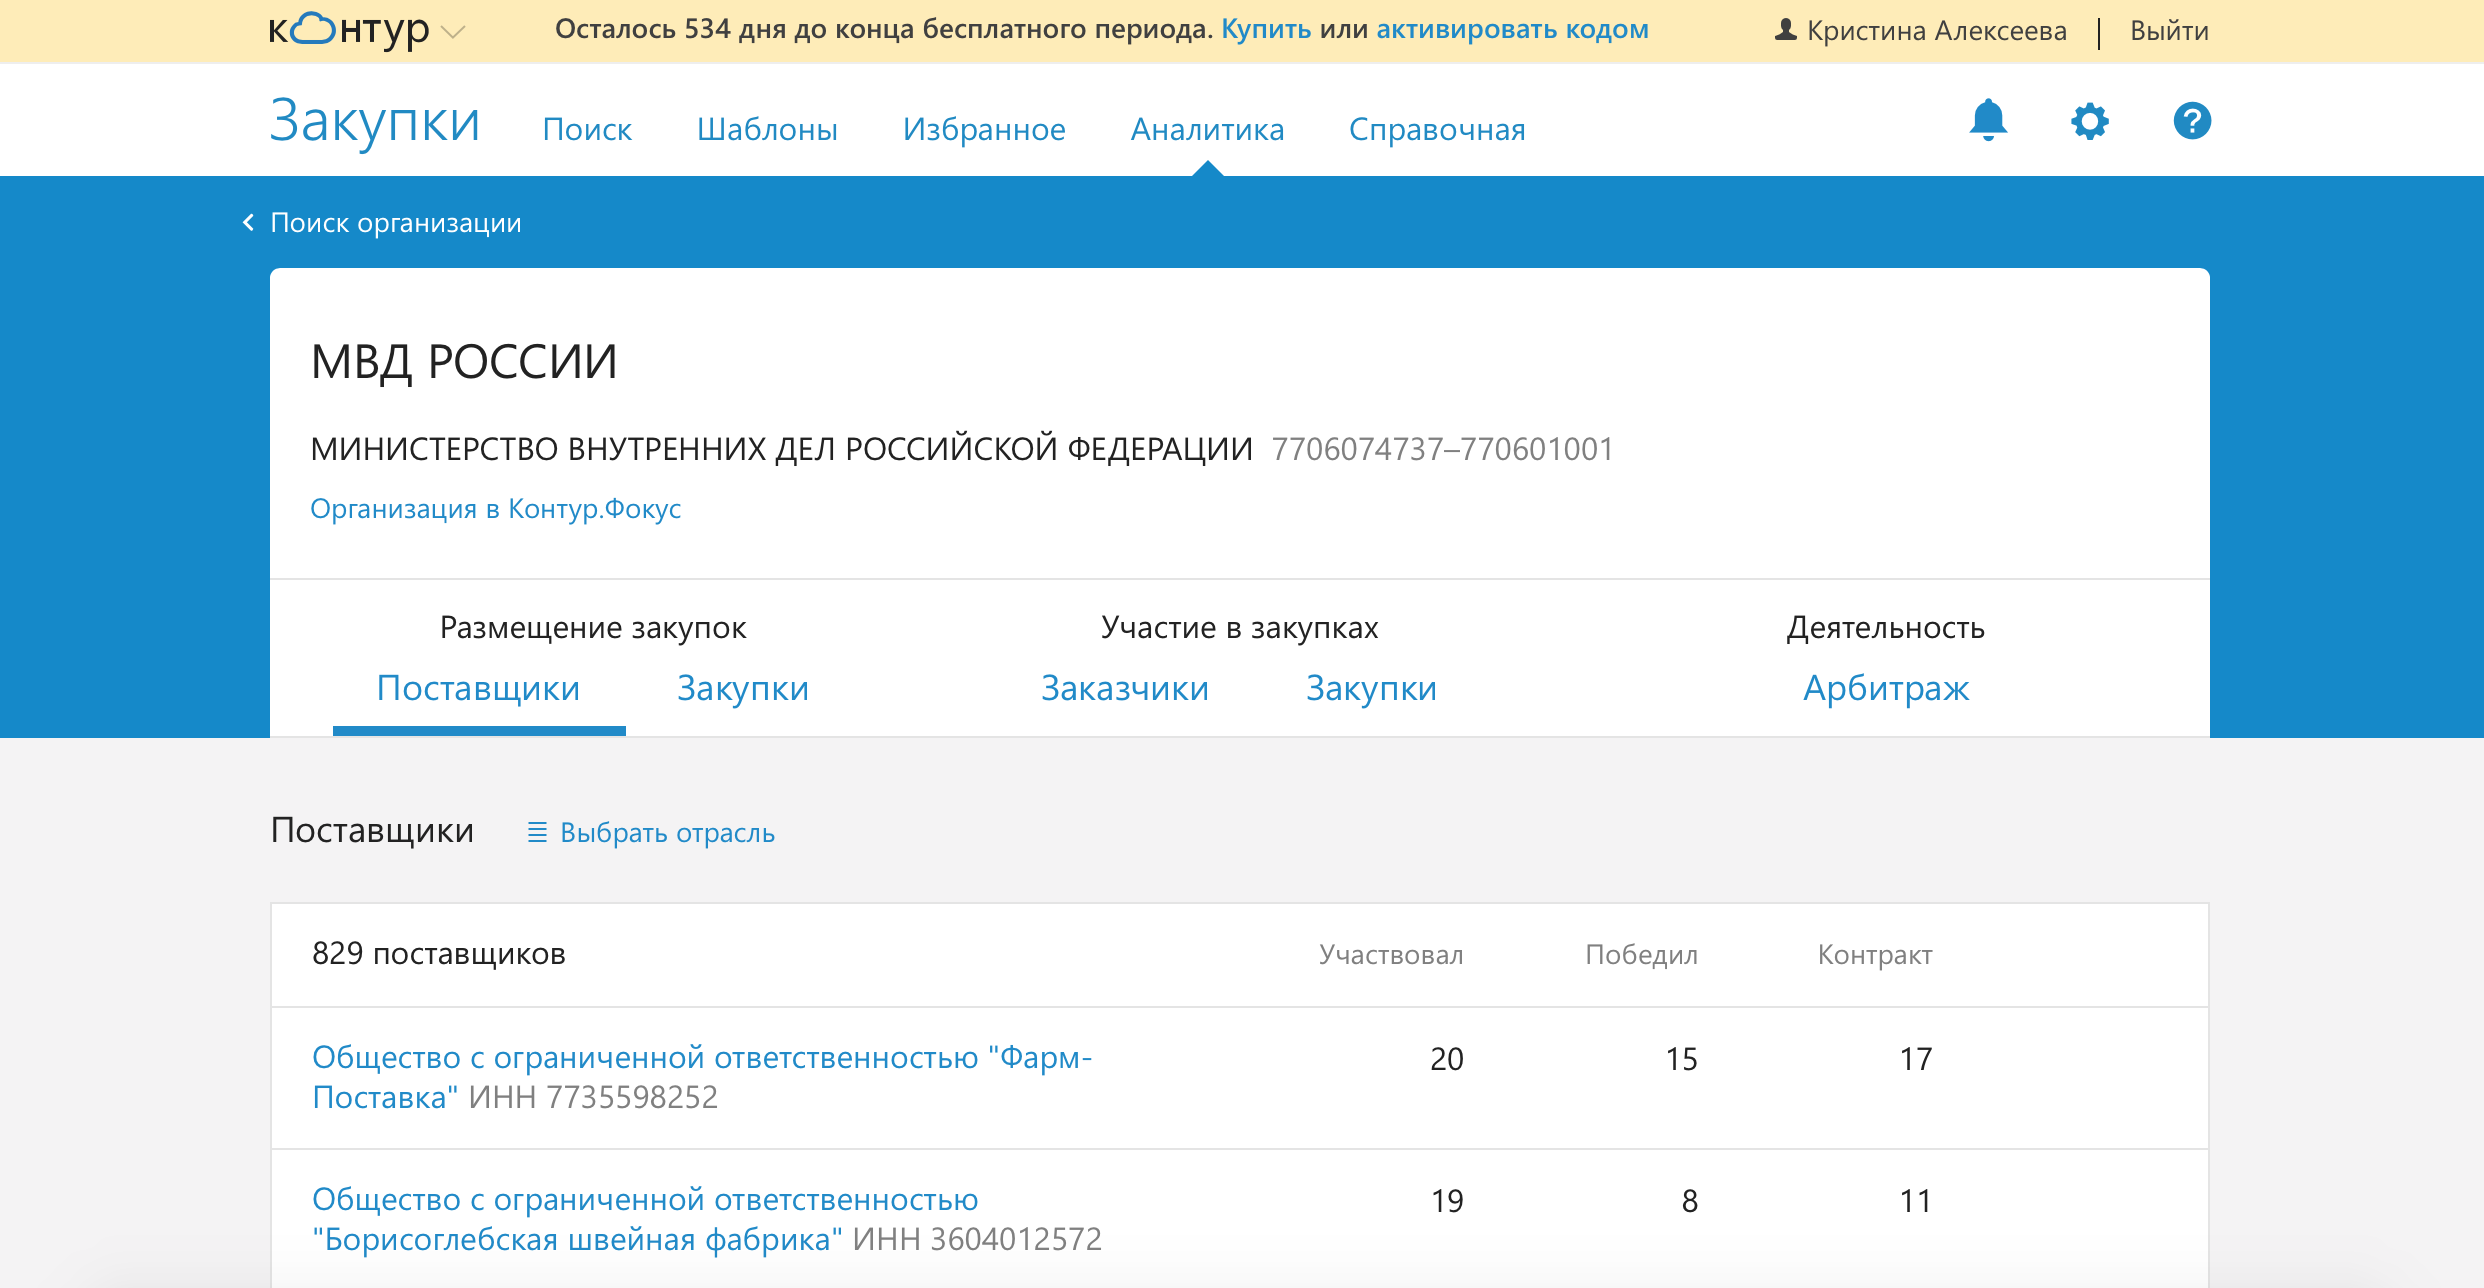 контур
Осталось 534 дня до конца бесплатного периода. Купить или активировать кодом
Кристина Алексеева | Выйти
Закупки Поиск Шаблоны Избранное Аналитика Справочная
Поиск организации
МВД РОССИИ
МИНИСТЕРСТВО ВНУТРЕННИХ ДЕЛ РОССИЙСКОЙ ФЕДЕРАЦИИ 7706074737–770601001
Организация в Контур.Фокус
Размещение закупок Участие в закупках Деятельность
Поставщики Закупки Заказчики Закупки Арбитраж
Поставщики Выбрать отрасль
829 поставщиков Участвовал Победил Контракт
Общество с ограниченной ответственностью "Фарм- 20 15 17
Поставка" ИНН 7735598252
Общество с ограниченной ответственностью 19 8 11
"Борисоглебская швейная фабрика" ИНН 3604012572